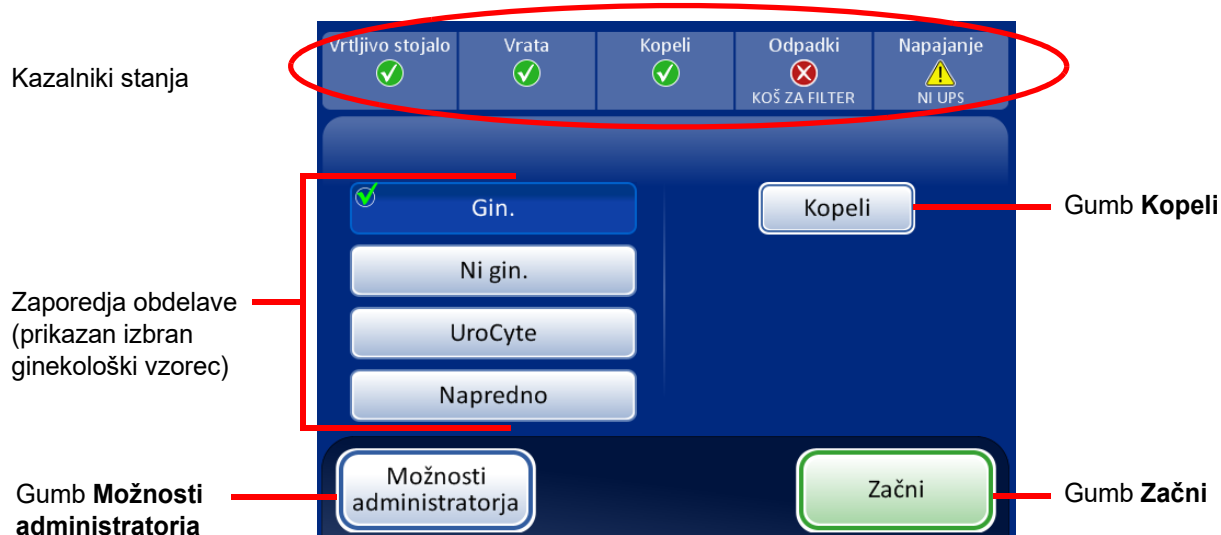 Kazalniki stanja
Vrtljivo stojalo
Vrata
Kopeli
Odpadki
KOŠ ZA FILTER
Napajanje
NI UPS
Zaporedja obdelave
(prikazan izbran
ginekološki vzorec)
Gin.
Ni gin.
UroCyte
Napredno
Kopeli
Gumb Kopeli
Gumb Možnosti
administratorja
Možnosti
administratorja
Začni
Gumb Začni